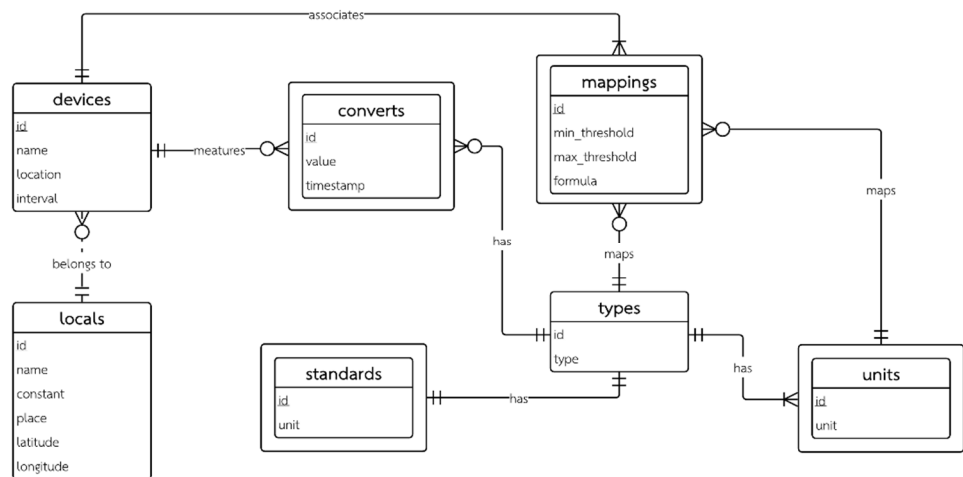 associates
devices
id
name
location
interval
meatures
converts
id
value
timestamp
mappings
id
min_threshold
max_threshold
formula
maps
has
maps
belongs to
locals
id
name
constant
place
latitude
longitude
types
id
type
standards
id
unit
has
has
units
id
unit